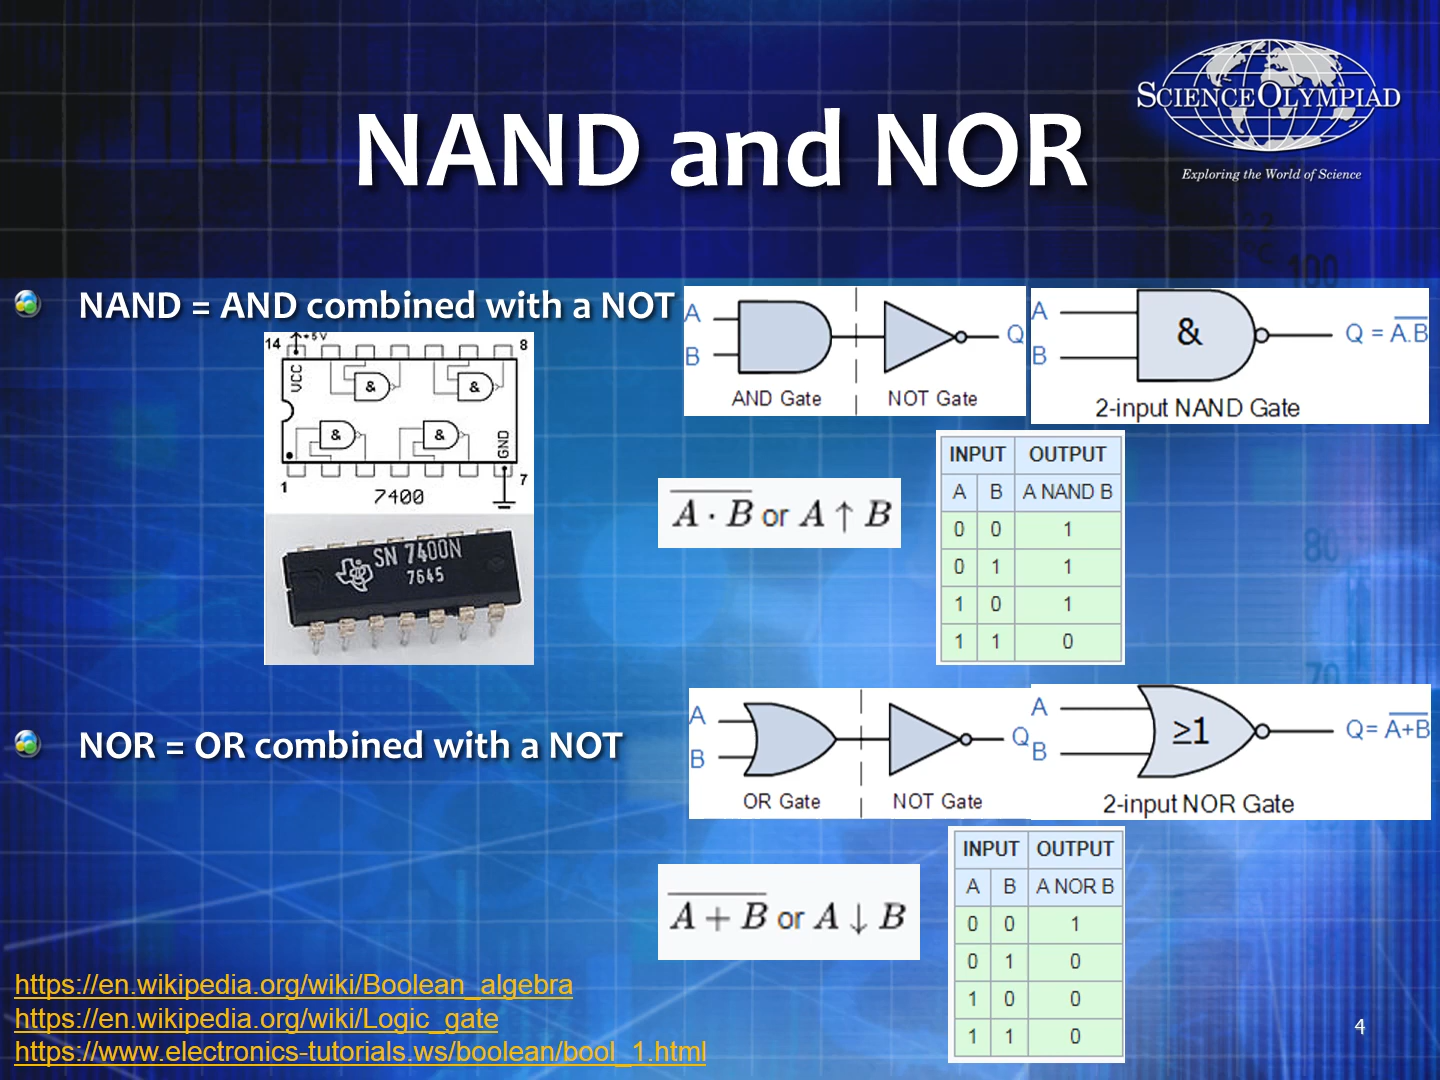 SCIENCE OLYMPIAD
Exploring the World of Science
NAND and NOR
NAND = AND combined with a NOT
14
+5V
8
VCC
&
&
&
&
GND
1
7400
7
SN 7400N
7645
A
B
Q
AND Gate
NOT Gate
A
B
&
Q = A̅.̅B̅
2-input NAND Gate
A̅ ̅·̅ ̅B̅ or A ↑ B
INPUT OUTPUT
A B A NAND B
0 0 1
0 1 1
1 0 1
1 1 0
NOR = OR combined with a NOT
A
B
Q
OR Gate
NOT Gate
A
B
≥1
Q= A̅+̅B̅
2-input NOR Gate
A̅ ̅+̅ ̅B̅ or A ↓ B
INPUT OUTPUT
A B A NOR B
0 0 1
0 1 0
1 0 0
1 1 0
https://en.wikipedia.org/wiki/Boolean_algebra
https://en.wikipedia.org/wiki/Logic_gate
https://www.electronics-tutorials.ws/boolean/bool_1.html
4
100
80
70